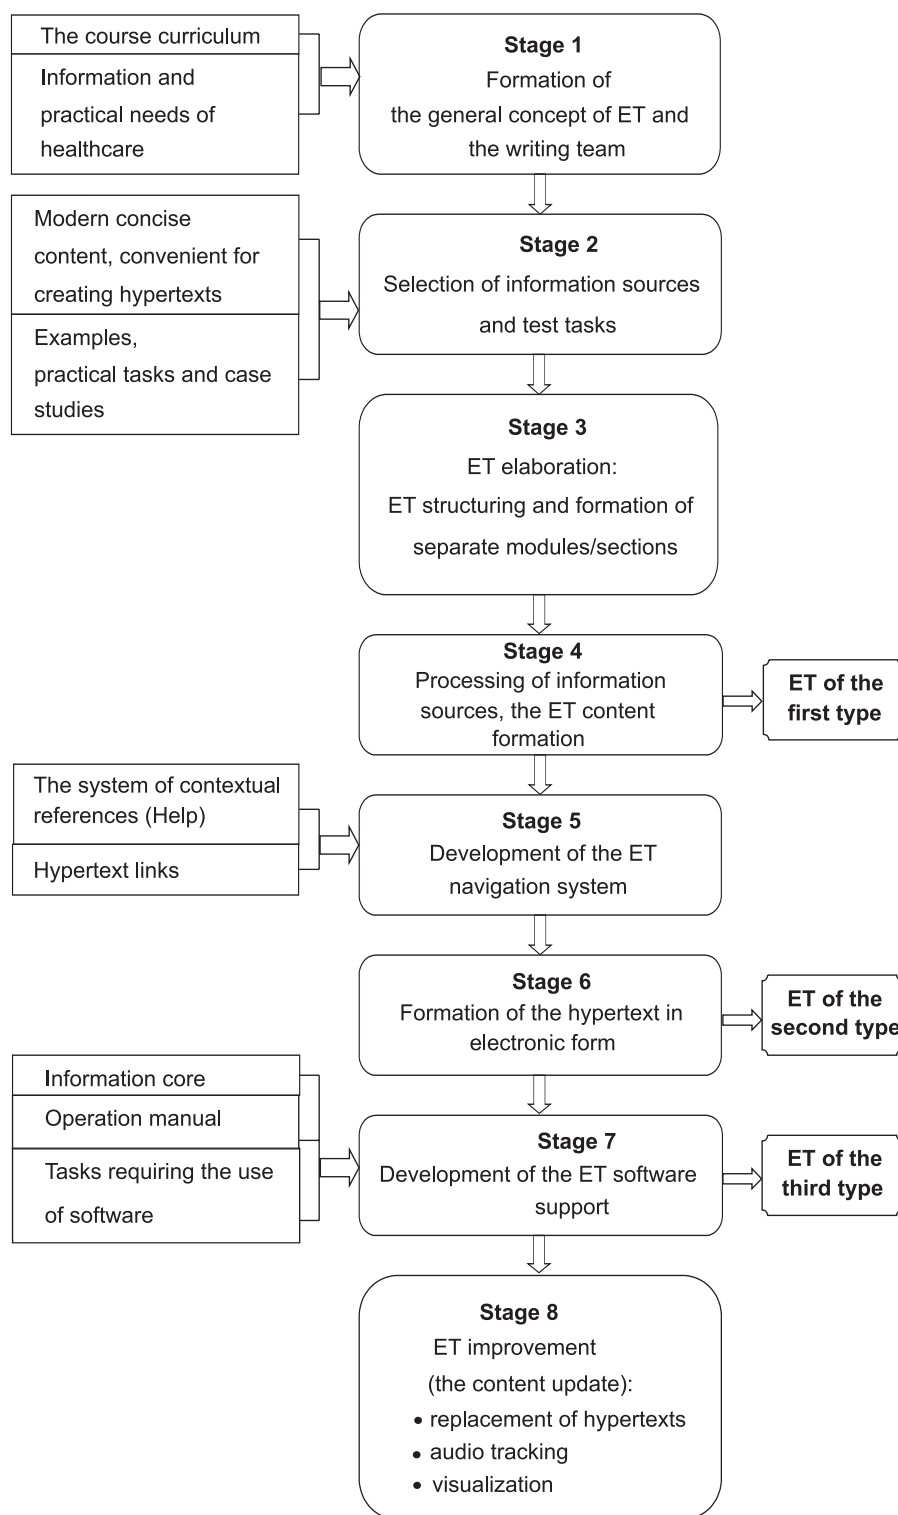 The course curriculum
Information and
practical needs of
healthcare
Stage 1
Formation of
the general concept of ET and
the writing team
Modern concise
content, convenient for
creating hypertexts
Examples,
practical tasks and case
studies
Stage 2
Selection of information sources
and test tasks
Stage 3
ET elaboration:
ET structuring and formation of
separate modules/sections
Stage 4
Processing of information
sources, the ET content
formation
ET of the
first type
The system of contextual
references (Help)
Hypertext links
Stage 5
Development of the ET
navigation system
Stage 6
Formation of the hypertext in
electronic form
ET of the
second type
Information core
Operation manual
Tasks requiring the use
of software
Stage 7
Development of the ET software
support
ET of the
third type
Stage 8
ET improvement
(the content update):
• replacement of hypertexts
• audio tracking
• visualization